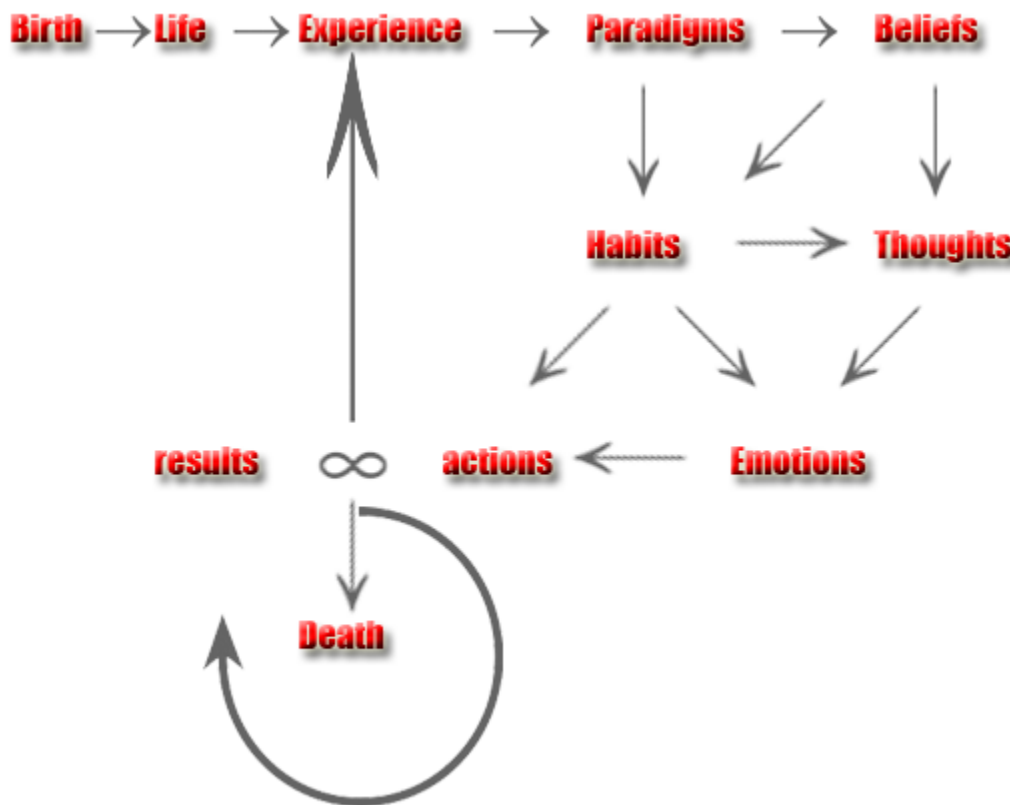 Birth Life Experience Paradigms Beliefs
Habits Thoughts
results ∞ actions Emotions
Death